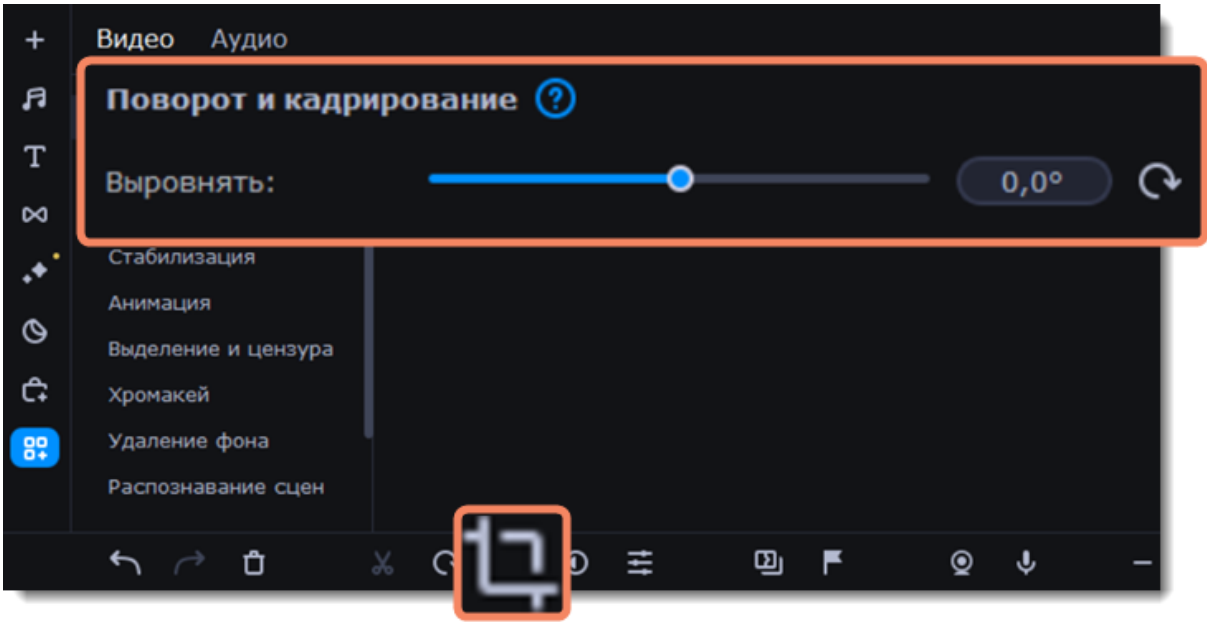 Видео Аудио
Поворот и кадрирование ?
Выровнять: 0,0°
Стабилизация
Анимация
Выделение и цензура
Хромакей
Удаление фона
Распознавание сцен